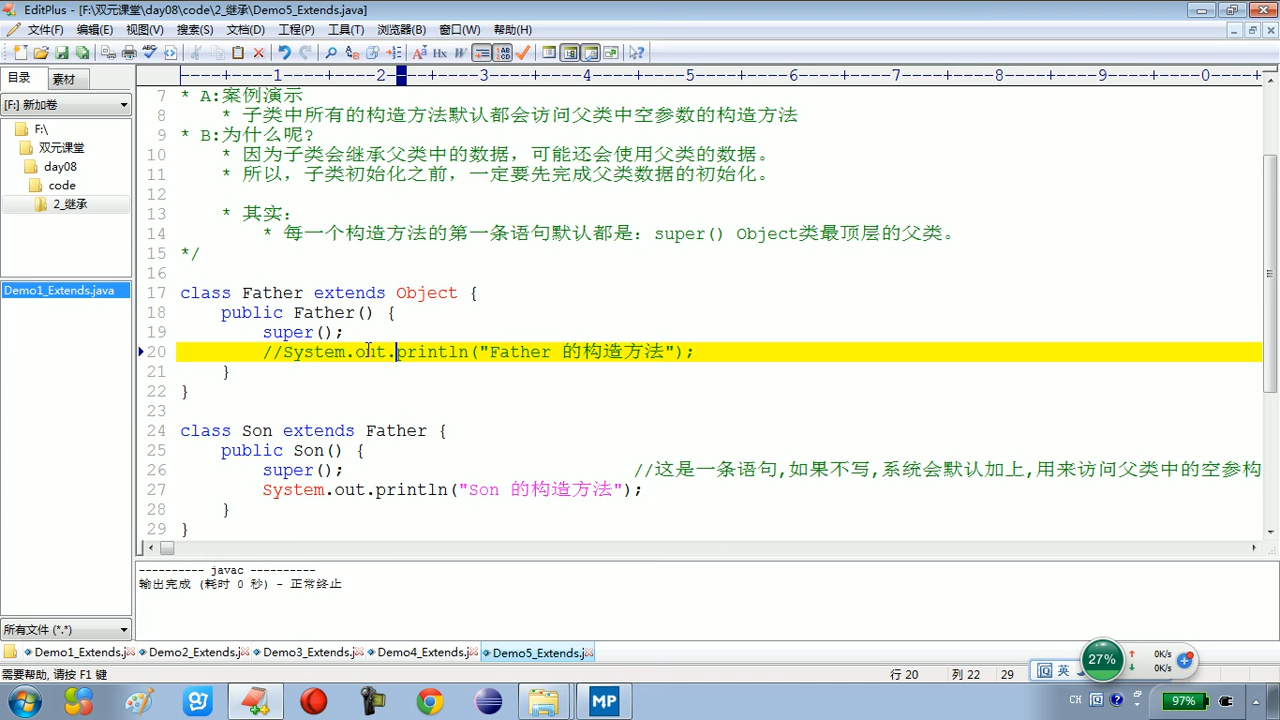 EditPlus - [F:\双元课堂\day08\code\2_继承\Demo5_Extends.java]
文件(F) 编辑(E) 视图(V) 搜索(S) 文档(D) 工程(P) 工具(T) 浏览器(B) 窗口(W) 帮助(H)
目录 素材
----+----1----+----2----+----3----+----4----+----5----+----6----+----7----+----8----+----9----+----0----+
[F:] 新加卷
F:\
双元课堂
day08
code
2_继承
Demo1_Extends.java
所有文件 (*.*)
7 * A:案例演示
8 * 子类中所有的构造方法默认都会访问父类中空参数的构造方法
9 * B:为什么呢?
10 * 因为子类会继承父类中的数据，可能还会使用父类的数据。
11 * 所以，子类初始化之前，一定要先完成父类数据的初始化。
12
13 * 其实：
14 * 每一个构造方法的第一条语句默认都是：super() Object类最顶层的父类。
15 */
16
17 class Father extends Object {
18 public Father() {
19 super();
20 //System.out.println("Father 的构造方法");
21 }
22 }
23
24 class Son extends Father {
25 public Son() {
26 super(); //这是一条语句,如果不写,系统会默认加上,用来访问父类中的空参构
27 System.out.println("Son 的构造方法");
28 }
29 }
---------- javac ----------
输出完成 (耗时 0 秒) - 正常终止
Demo1_Extends.j Demo2_Extends.j Demo3_Extends.j Demo4_Extends.j Demo5_Extends.j
需要帮助, 请按 F1 键 行 20 列 22 29
英
27%
0K/s
0K/s
MP
CH
97%